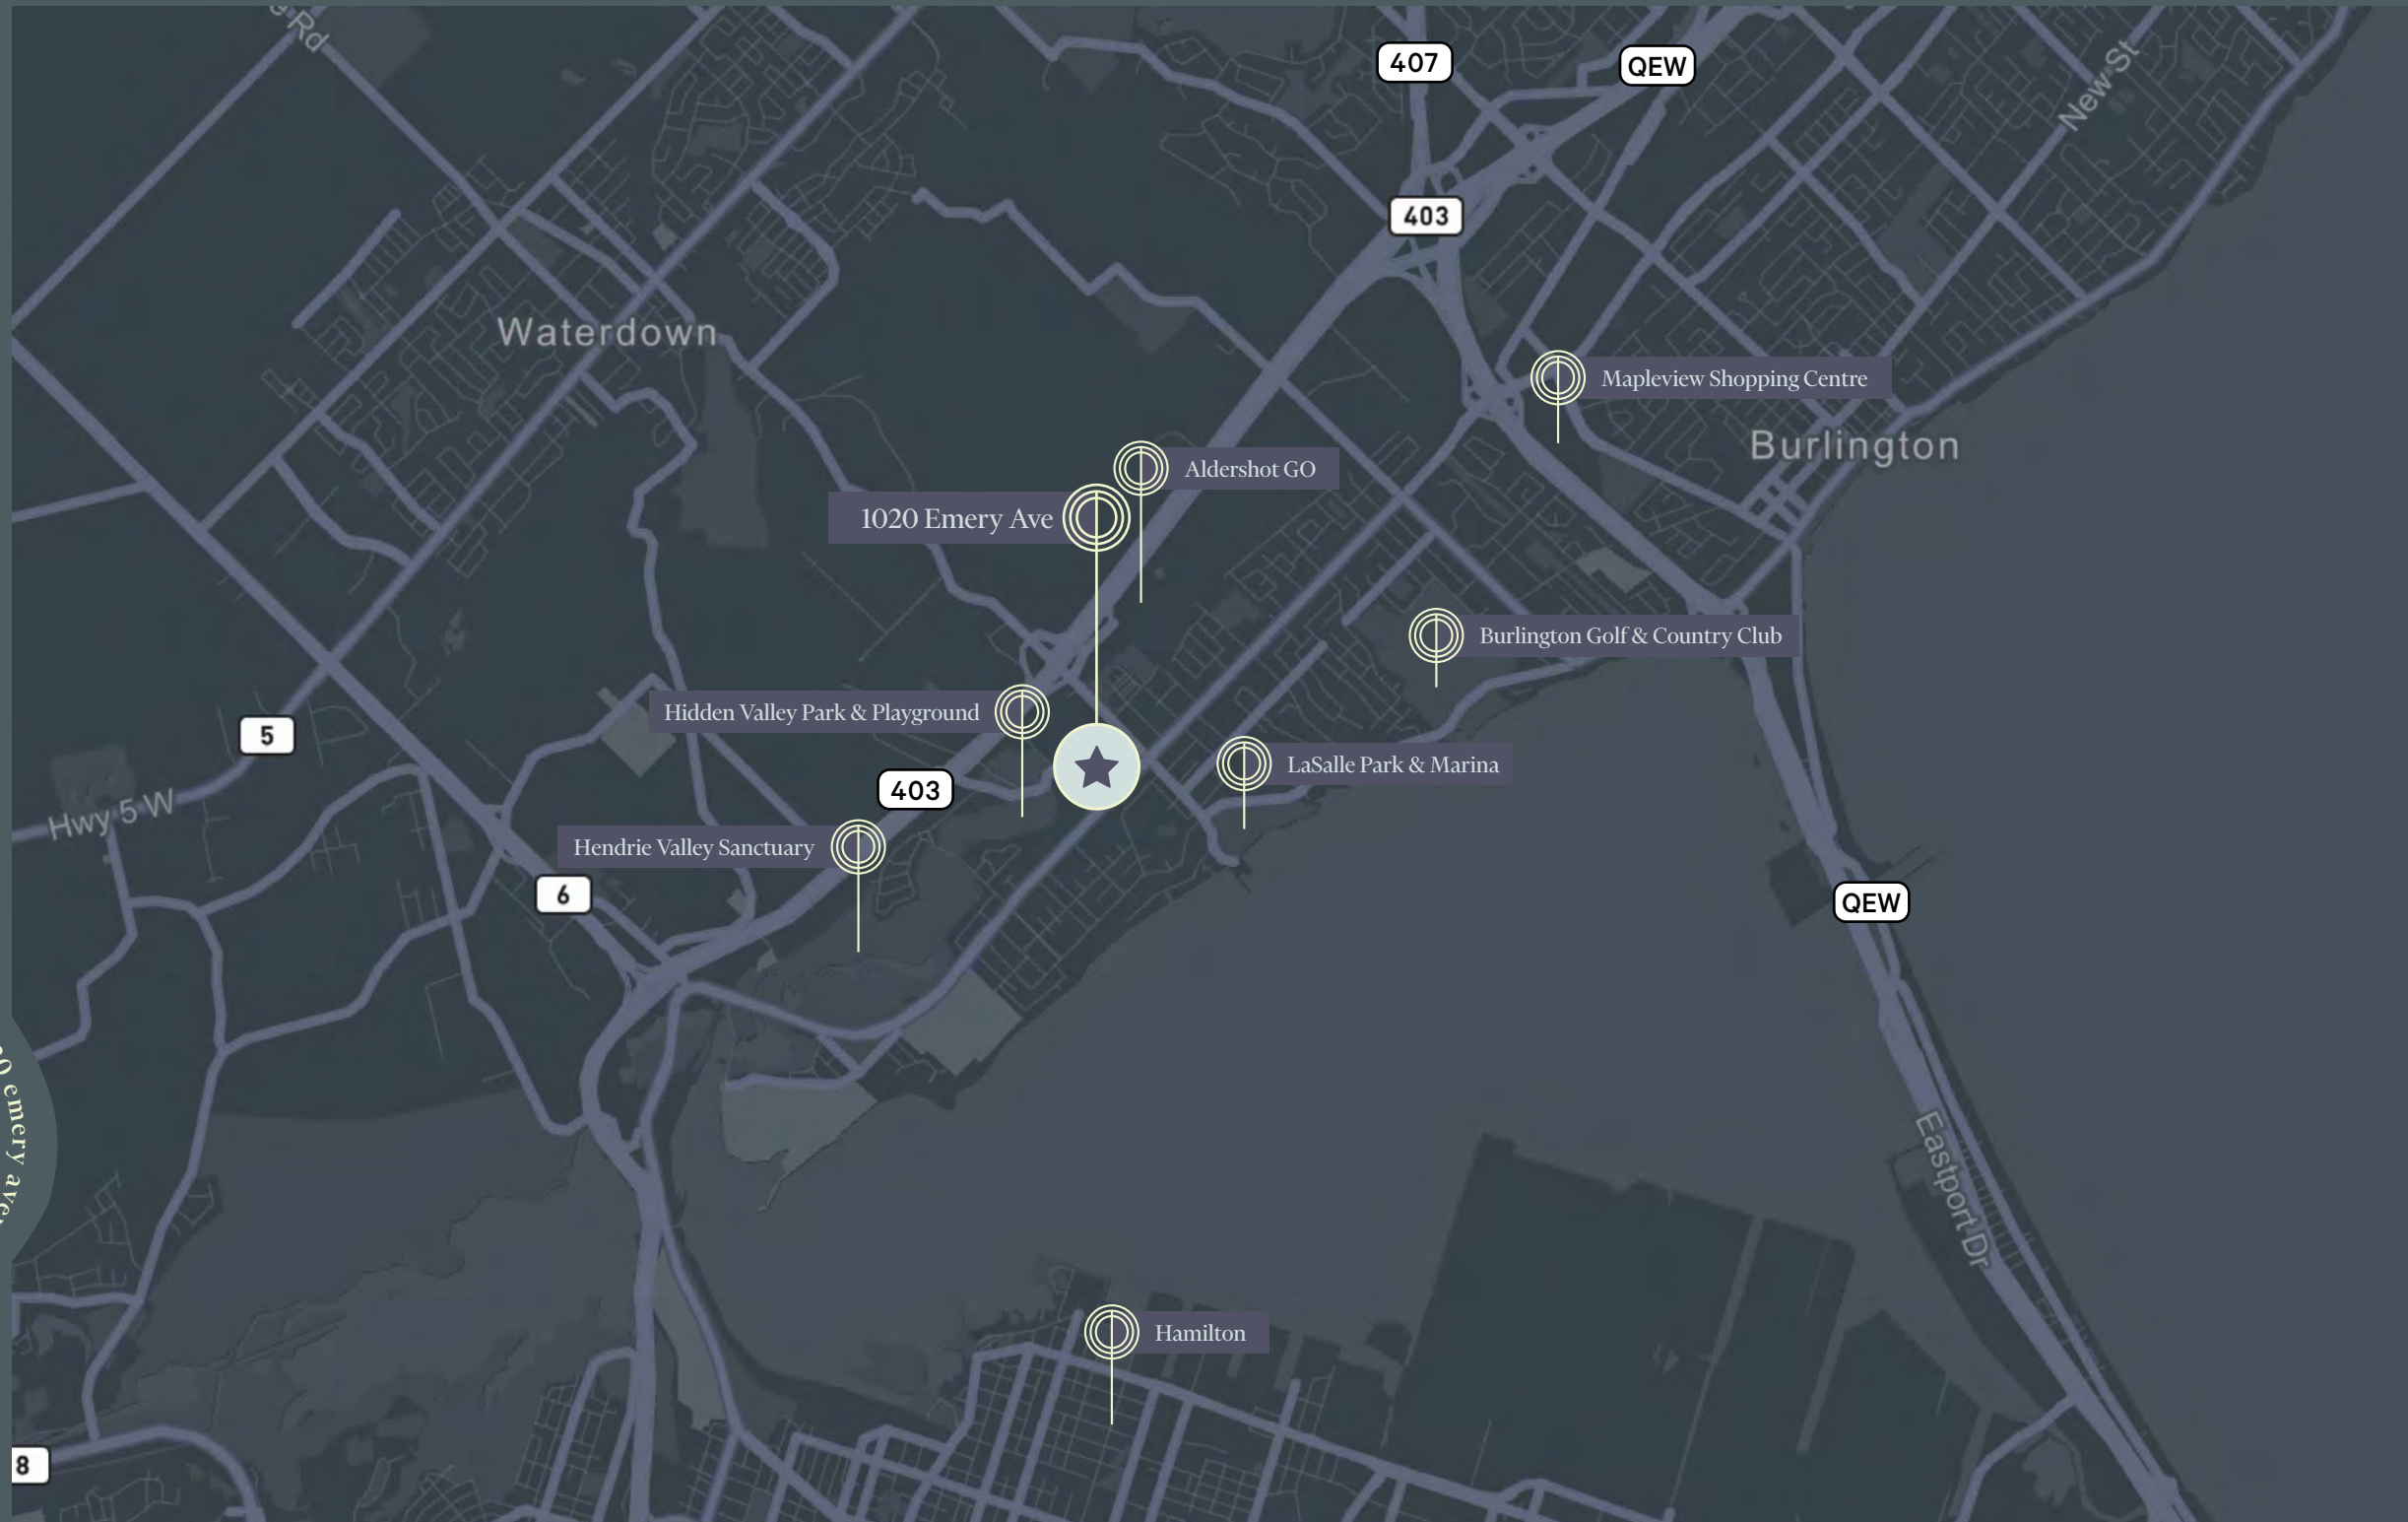 407
QEW
New St
403
Waterdown
Mapleview Shopping Centre
Burlington
Aldershot GO
1020 Emery Ave
Burlington Golf & Country Club
Hidden Valley Park & Playground
5
LaSalle Park & Marina
403
Hwy 5 W
Hendrie Valley Sanctuary
6
QEW
emery
Eastport Dr
Hamilton
8
Rd